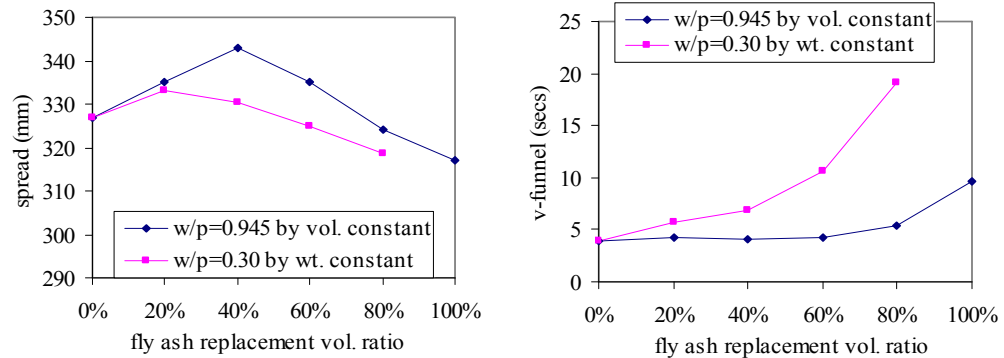 350
340
330
320
310
300
290
spread (mm)
w/p=0.945 by vol. constant
w/p=0.30 by wt. constant
0% 20% 40% 60% 80% 100%
fly ash replacement vol. ratio
25
20
15
10
5
0
v-funnel (secs)
w/p=0.945 by vol. constant
w/p=0.30 by wt. constant
0% 20% 40% 60% 80% 100%
fly ash replacement vol. ratio